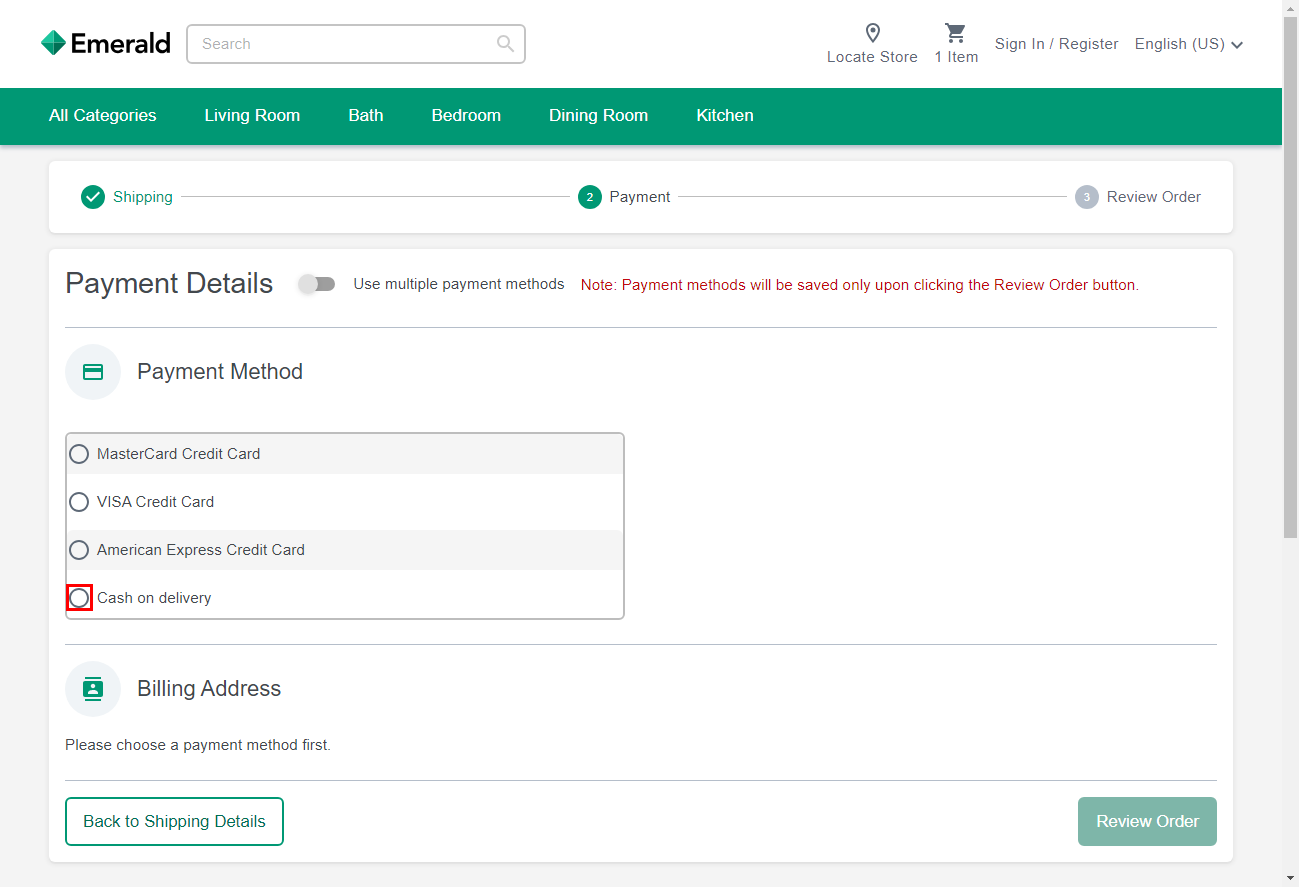 Emerald
Search
Locate Store
1 Item
Sign In / Register
English (US)
All Categories
Living Room
Bath
Bedroom
Dining Room
Kitchen
Shipping
2 Payment
3 Review Order
Payment Details
Use multiple payment methods
Note: Payment methods will be saved only upon clicking the Review Order button.
Payment Method
MasterCard Credit Card
VISA Credit Card
American Express Credit Card
Cash on delivery
Billing Address
Please choose a payment method first.
Back to Shipping Details
Review Order